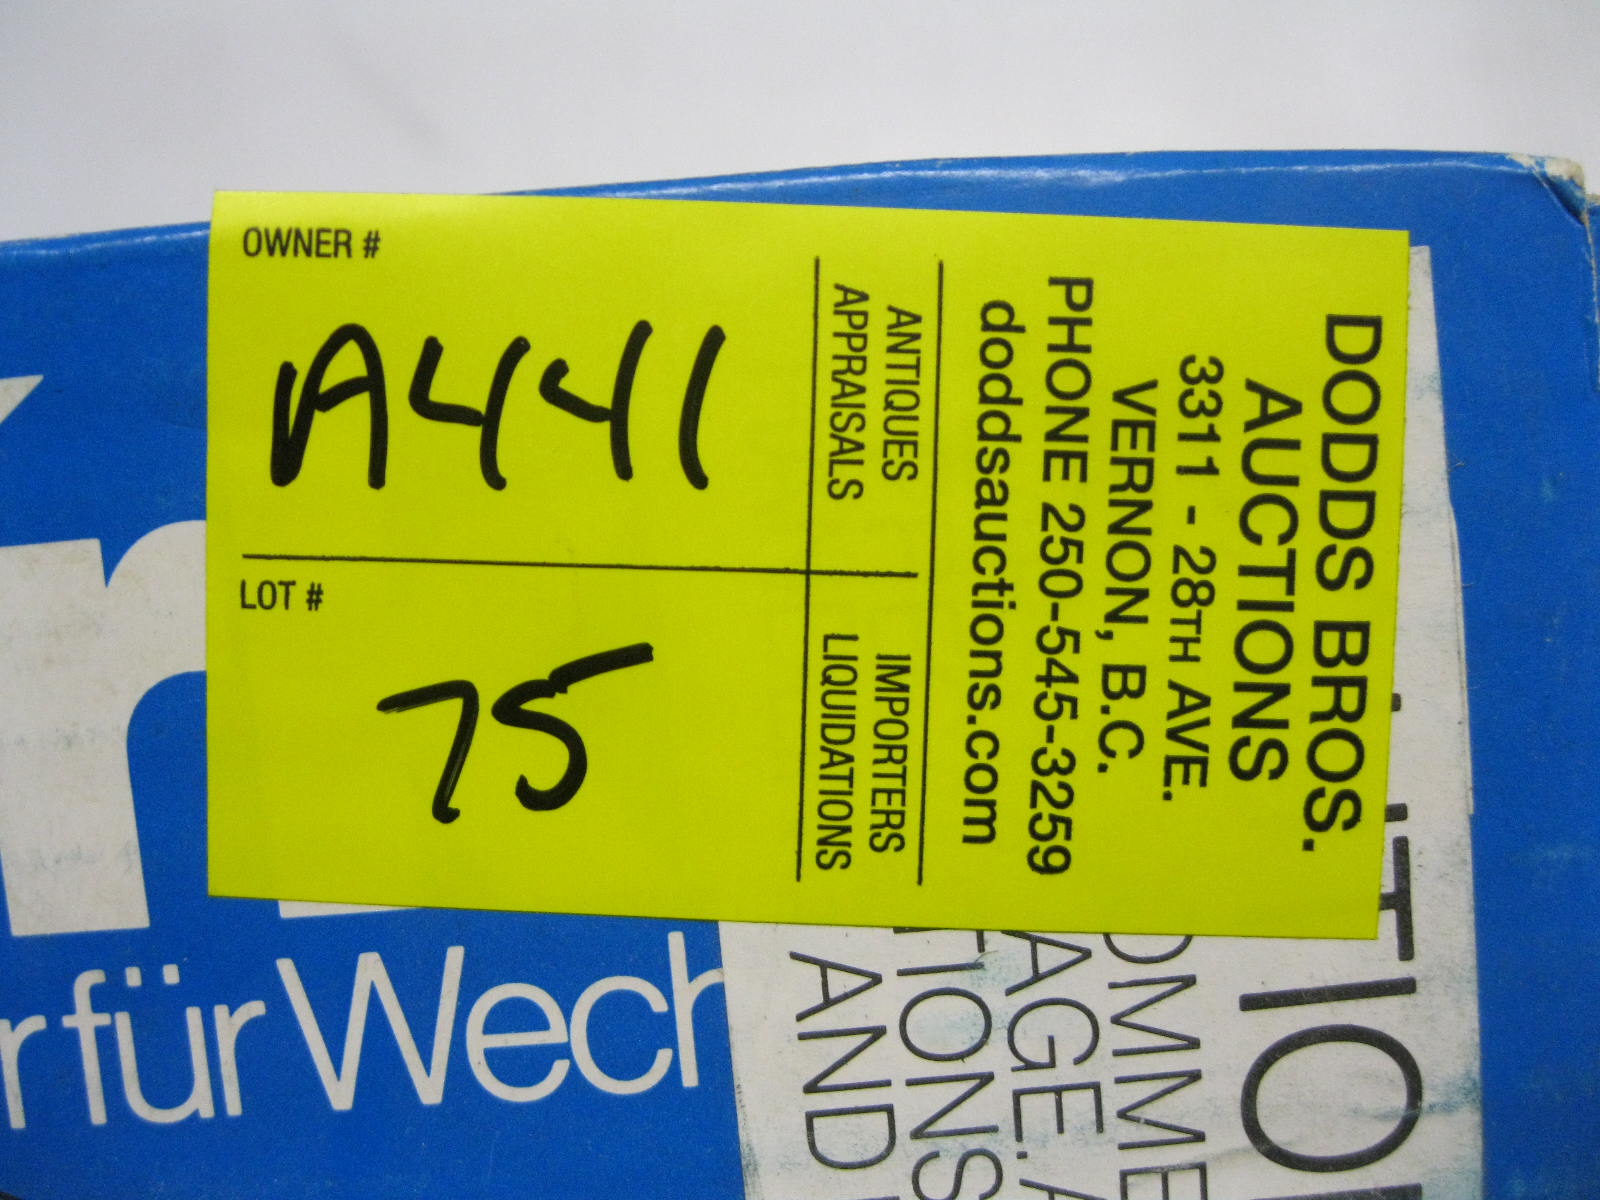 DODDS BROS.
AUCTIONS
3311 - 28TH AVE.
VERNON, B.C.
PHONE 250-545-3259
doddsauctions.com
ANTIQUES
APPRAISALS
IMPORTERS
LIQUIDATIONS
OWNER #
A441
LOT #
75
für Wech
AND